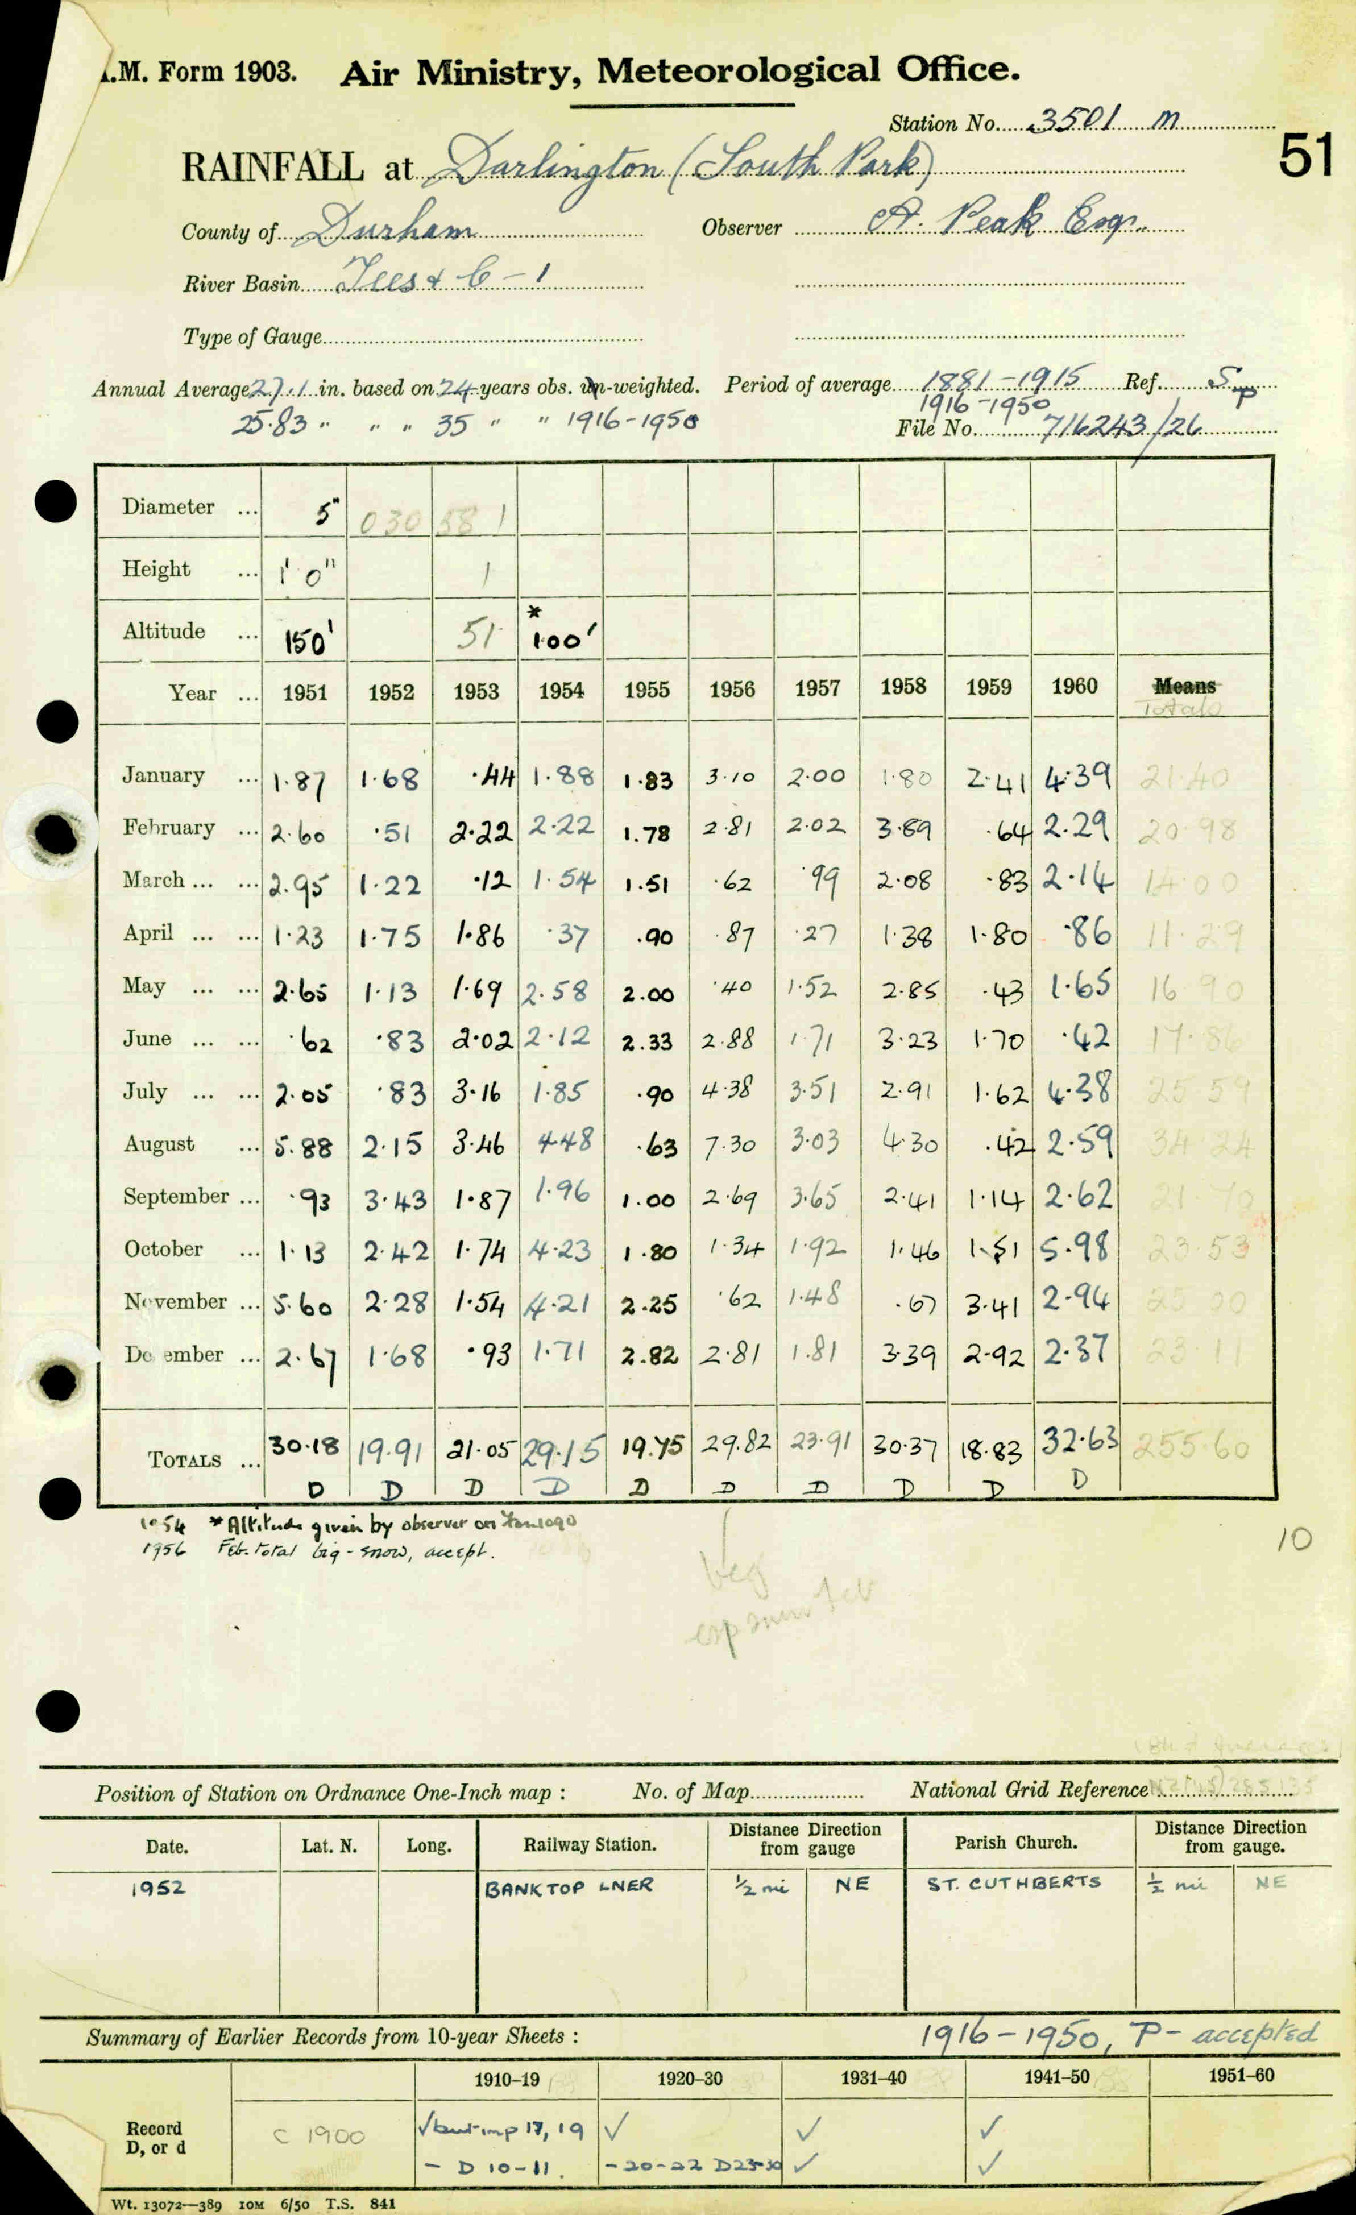 A.M. Form 1903. Air Ministry, Meteorological Office.
Station No. 3501 m
51
RAINFALL at Darlington (South Park)
County of Durham Observer A. Peak Esqr.
River Basin Tees & C - 1
Type of Gauge
Annual Average 27.1 in. based on 24 years obs. un-weighted. Period of average 1881-1915 Ref. S
1916-1950 P
25.83 " " " 35 " " 1916-1950 File No. 716243/26
Diameter ... 5" 030 58 1
Height ... 1' 0" 1
Altitude ... 150' 51 * 100'
Year ... 1951 1952 1953 1954 1955 1956 1957 1958 1959 1960 Means
Totals
January ... 1.87 1.68 .44 1.88 1.83 3.10 2.00 1.80 2.41 4.39 21.40
February ... 2.60 .51 2.22 2.22 1.78 2.81 2.02 3.89 .64 2.29 20.98
March ... ... 2.95 1.22 .12 1.54 1.51 .62 .99 2.08 .83 2.14 14.00
April ... ... 1.23 1.75 1.86 .37 .90 .87 .27 1.38 1.80 .86 11.29
May ... ... 2.65 1.13 1.69 2.58 2.00 .40 1.52 2.85 .43 1.65 16.90
June ... ... .62 .83 2.02 2.12 2.33 2.88 1.71 3.23 1.70 .42 17.86
July ... ... 2.05 .83 3.16 1.85 .90 4.38 3.51 2.91 1.62 4.38 25.59
August ... 5.88 2.15 3.46 4.48 .63 7.30 3.03 4.30 .42 2.59 34.24
September ... .93 3.43 1.87 1.96 1.00 2.69 3.65 2.41 1.14 2.62 21.70
October ... 1.13 2.42 1.74 4.23 1.80 1.34 1.92 1.46 1.51 5.98 23.53
November ... 5.60 2.28 1.54 4.21 2.25 .62 1.48 .67 3.41 2.94 25.00
December ... 2.67 1.68 .93 1.71 2.82 2.81 1.81 3.39 2.92 2.37 23.11
TOTALS ... 30.18 19.91 21.05 29.15 19.75 29.82 23.91 30.37 18.83 32.63 255.60
D D D D D D D D D D
1954 * Altitude given by observer on Form 1090
1956 Feb. total big - snow, accept.
10
Position of Station on Ordnance One-Inch map : No. of Map National Grid Reference
Date. Lat. N. Long. Railway Station. Distance from gauge Direction Parish Church. Distance from gauge. Direction
1952 BANKTOP LNER 1/2 mi NE ST. CUTHBERTS 1/2 mi NE
Summary of Earlier Records from 10-year Sheets : 1916-1950, P - accepted
1910-19 1920-30 1931-40 1941-50 1951-60
Record D, or d C 1900 √ but imp 17, 19 √ √ √
- D 10-11. - 20-22 D23-30 √ √
Wt. 13072—389 10M 6/50 T.S. 841